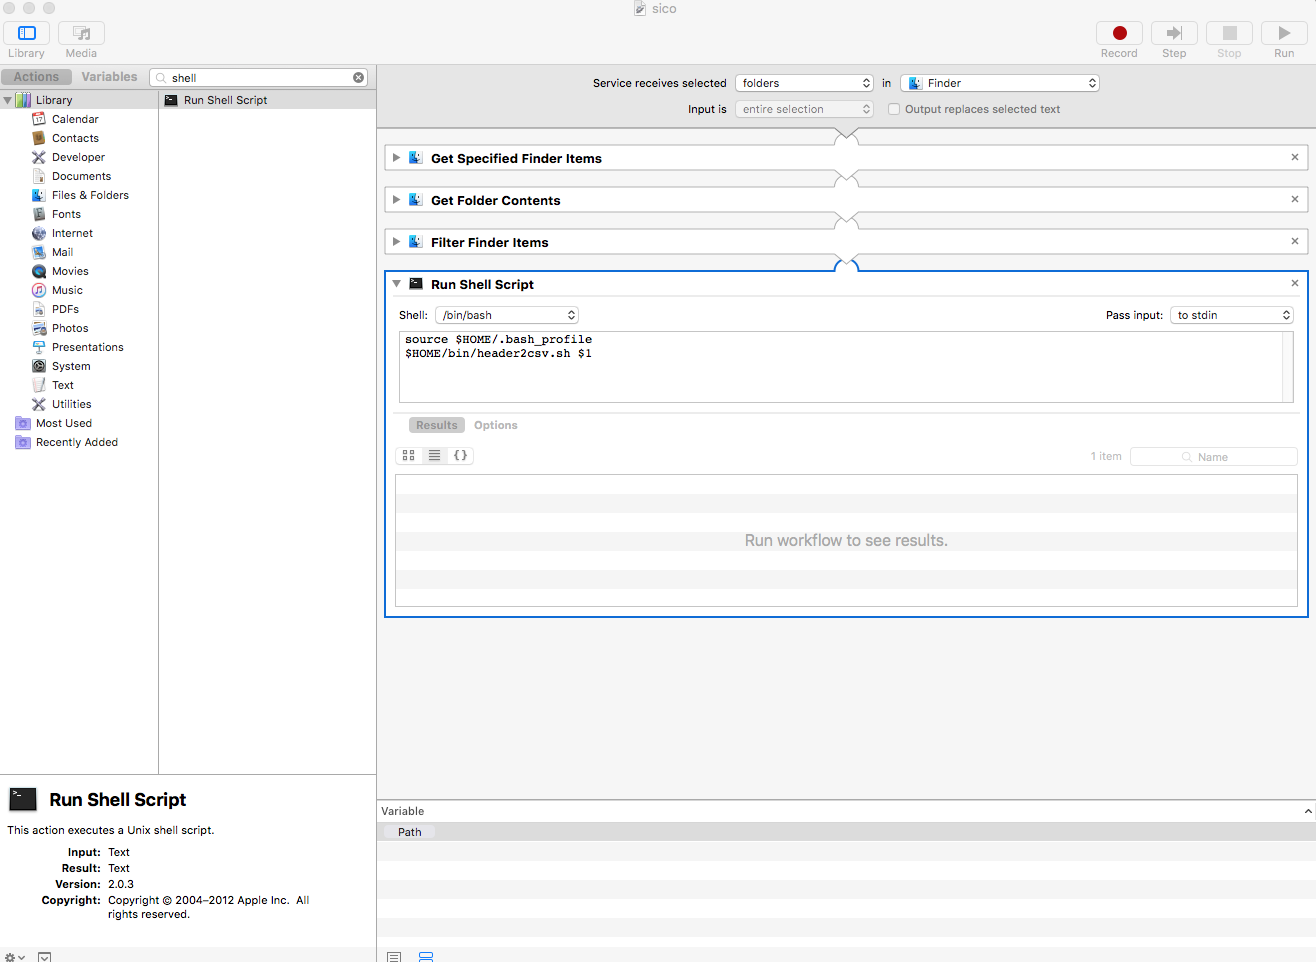 sico
Library
Media
Record
Step
Stop
Run
Actions
Variables
shell
Library
Calendar
Contacts
Developer
Documents
Files & Folders
Fonts
Internet
Mail
Movies
Music
PDFs
Photos
Presentations
System
Text
Utilities
Most Used
Recently Added
Run Shell Script
Service receives selected folders in Finder
Input is entire selection Output replaces selected text
Get Specified Finder Items
Get Folder Contents
Filter Finder Items
Run Shell Script
Shell: /bin/bash Pass input: to stdin
source $HOME/.bash_profile
$HOME/bin/header2csv.sh $1
Results Options
1 item Name
Run workflow to see results.
Run Shell Script
This action executes a Unix shell script.
Input: Text
Result: Text
Version: 2.0.3
Copyright: Copyright © 2004–2012 Apple Inc. All
rights reserved.
Variable
Path